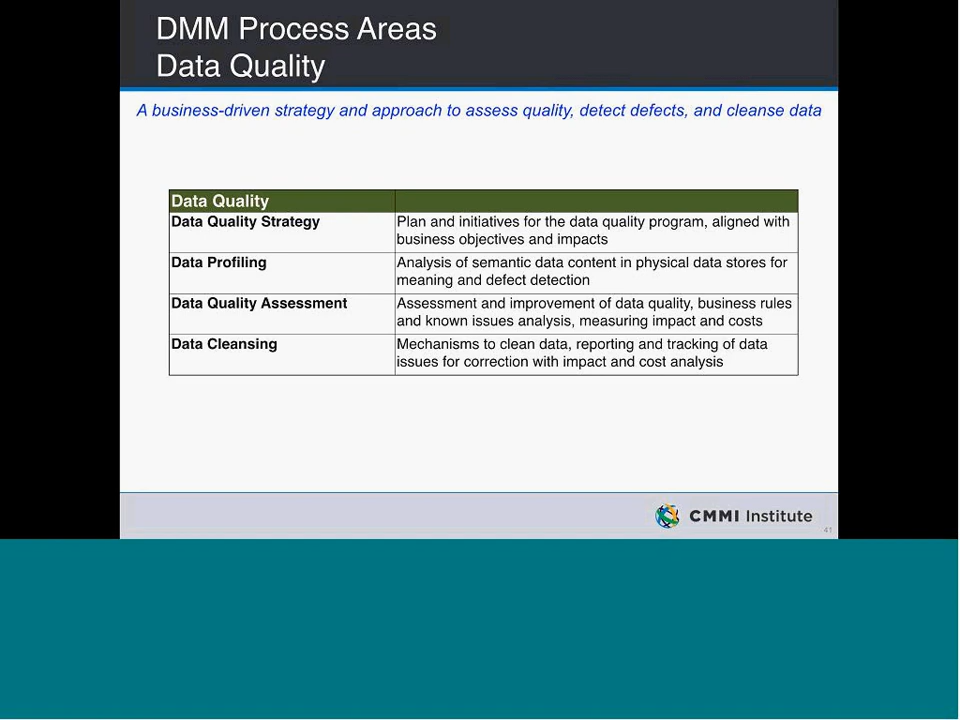 DMM Process Areas
Data Quality
A business-driven strategy and approach to assess quality, detect defects, and cleanse data
Data Quality
Data Quality Strategy
Plan and initiatives for the data quality program, aligned with
business objectives and impacts
Data Profiling
Analysis of semantic data content in physical data stores for
meaning and defect detection
Data Quality Assessment
Assessment and improvement of data quality, business rules
and known issues analysis, measuring impact and costs
Data Cleansing
Mechanisms to clean data, reporting and tracking of data
issues for correction with impact and cost analysis
CMMI Institute
41